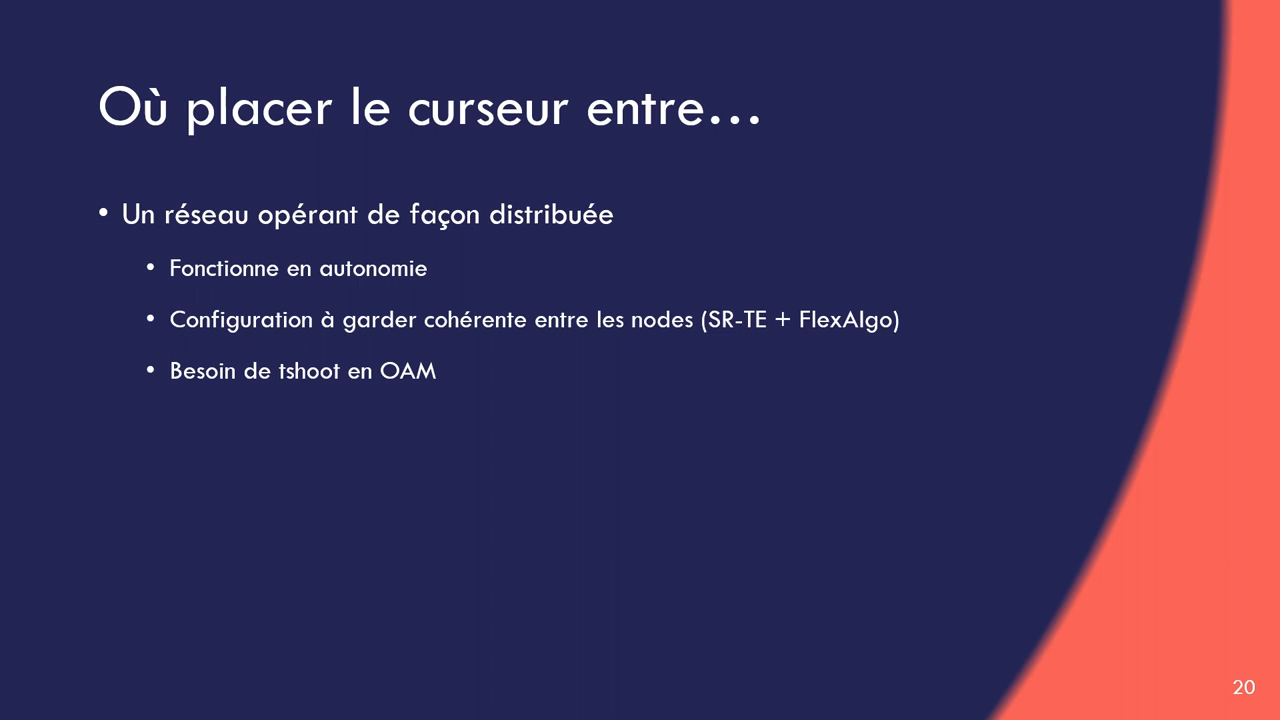 Où placer le curseur entre…
• Un réseau opérant de façon distribuée
• Fonctionne en autonomie
• Configuration à garder cohérente entre les nodes (SR-TE + FlexAlgo)
• Besoin de tshoot en OAM
20